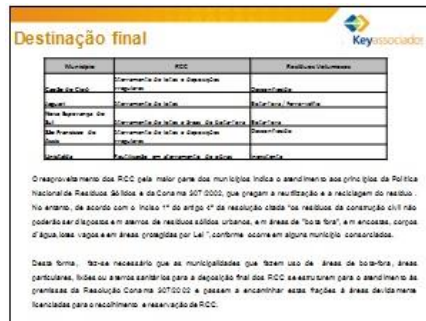 Destinação final
Keyassociados
Município RCC Resíduos Volumosos
Aterramento de lotes e deposições
Capão do Cipó irregulares Desconhecido
Jaguari Aterramento de lotes Bota-fora / ferro-velho
Nova Esperança do
Sul Aterramento de lotes e áreas de bota-fora Bota-fora
São Francisco de Aterramento de lotes e deposições Desconhecido
Assis irregulares
Unistalda Reutilização em aterramento de obras Inexistente
O reaproveitamento dos RCC pela maior parte dos municípios indica o atendimento aos princípios da Política
Nacional de Resíduos Sólidos e da Conama 307/2002, que pregam a reutilização e a reciclagem do resíduo.
No entanto, de acordo com o inciso 1º do artigo 4º da resolução citada "os resíduos da construção civil não
poderão ser dispostos em aterros de resíduos sólidos urbanos, em áreas de "bota fora", em encostas, corpos
d'água, lotes vagos e em áreas protegidas por Lei", conforme ocorre em alguns município consorciados.
Desta forma, faz-se necessário que as municipalidades que fazem uso de áreas de bota-fora, áreas
particulares, lixões ou aterros sanitários para a deposição final dos RCC se estruturem para o atendimento às
premissas da Resolução Conama 307/2002 e passem a encaminhar estas frações à áreas devidamente
licenciadas para o recolhimento e reservação de RCC.